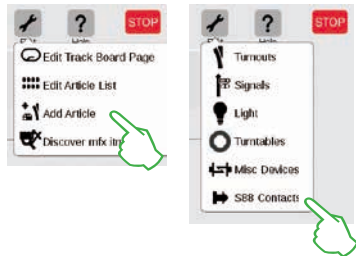 ?
STOP
Help
Edit Track Board Page
Edit Article List
Add Article
Discover mfx
?
STOP
Turnouts
Signals
Light
Turntables
Misc Devices
S88 Contacts